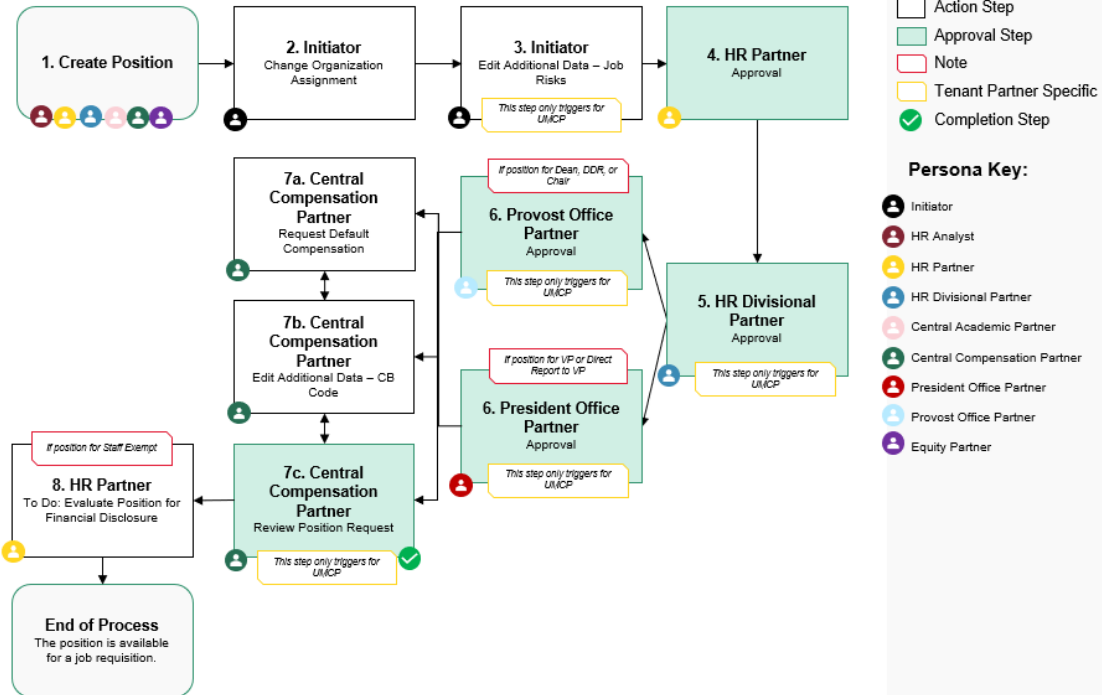 1. Create Position
2. Initiator
Change Organization
Assignment
3. Initiator
Edit Additional Data – Job
Risks
This step only triggers for
UMCP
4. HR Partner
Approval
Action Step
Approval Step
Note
Tenant Partner Specific
Completion Step
7a. Central
Compensation
Partner
Request Default
Compensation
If position for Dean, DDR, or
Chair
6. Provost Office
Partner
Approval
This step only triggers for
UMCP
5. HR Divisional
Partner
Approval
This step only triggers for
UMCP
7b. Central
Compensation
Partner
Edit Additional Data – CB
Code
If position for VP or Direct
Report to VP
6. President Office
Partner
Approval
This step only triggers for
UMCP
7c. Central
Compensation
Partner
Review Position Request
This step only triggers for
UMCP
If position for Staff Exempt
8. HR Partner
To Do: Evaluate Position for
Financial Disclosure
End of Process
The position is available
for a job requisition.
Persona Key:
Initiator
HR Analyst
HR Partner
HR Divisional Partner
Central Academic Partner
Central Compensation Partner
President Office Partner
Provost Office Partner
Equity Partner